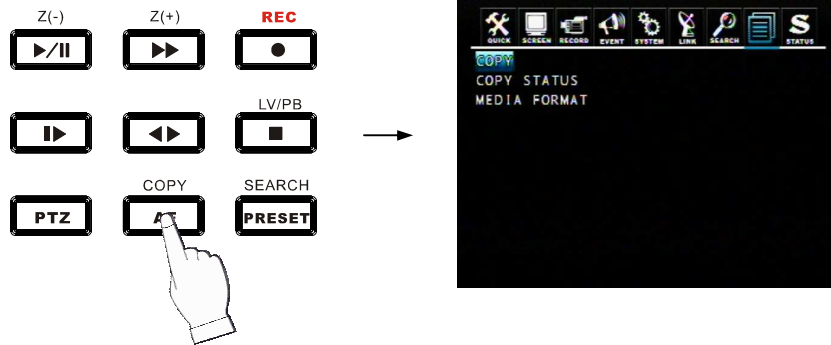 Z(-) Z(+) REC
LV/PB
COPY SEARCH
PTZ PRESET
QUICK SCREEN RECORD EVENT SYSTEM LINK SEARCH STATUS
COPY
COPY STATUS
MEDIA FORMAT